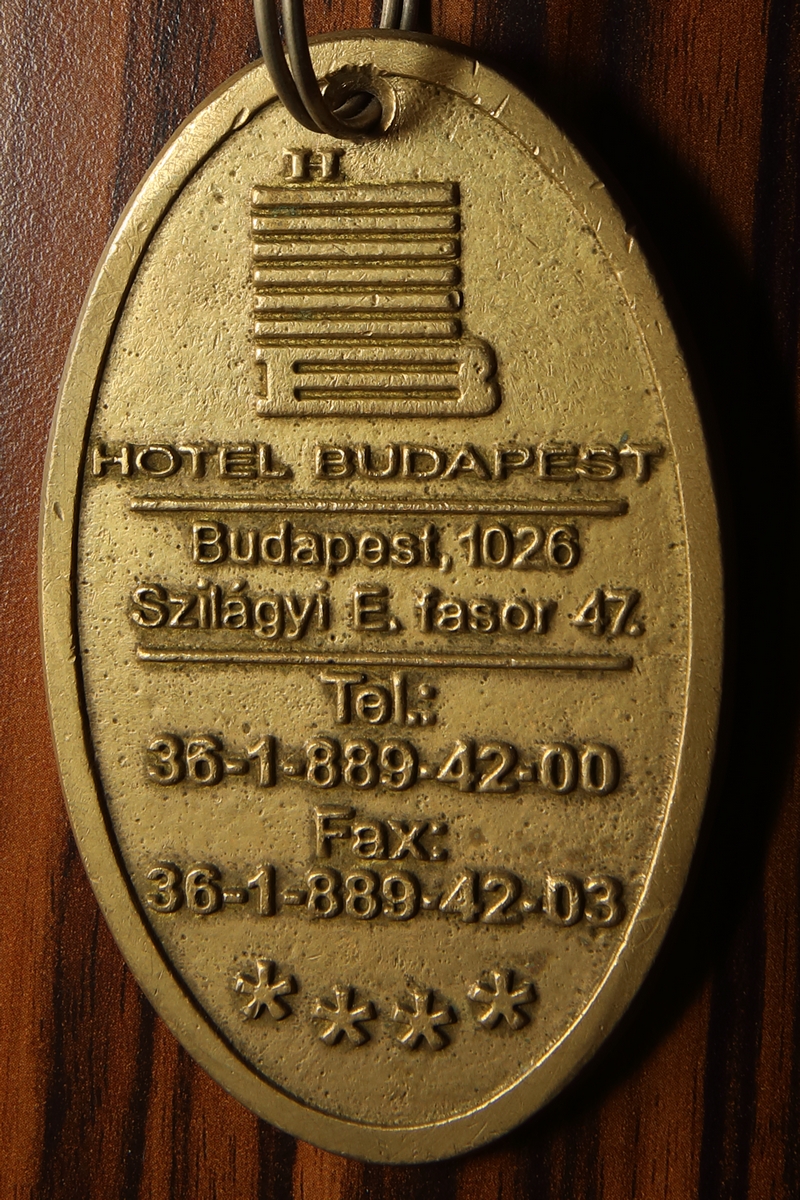 H
HOTEL BUDAPEST
Budapest, 1026
Szilágyi E. fasor 47.
Tel.:
36-1-889-42-00
Fax:
36-1-889-42-03
****